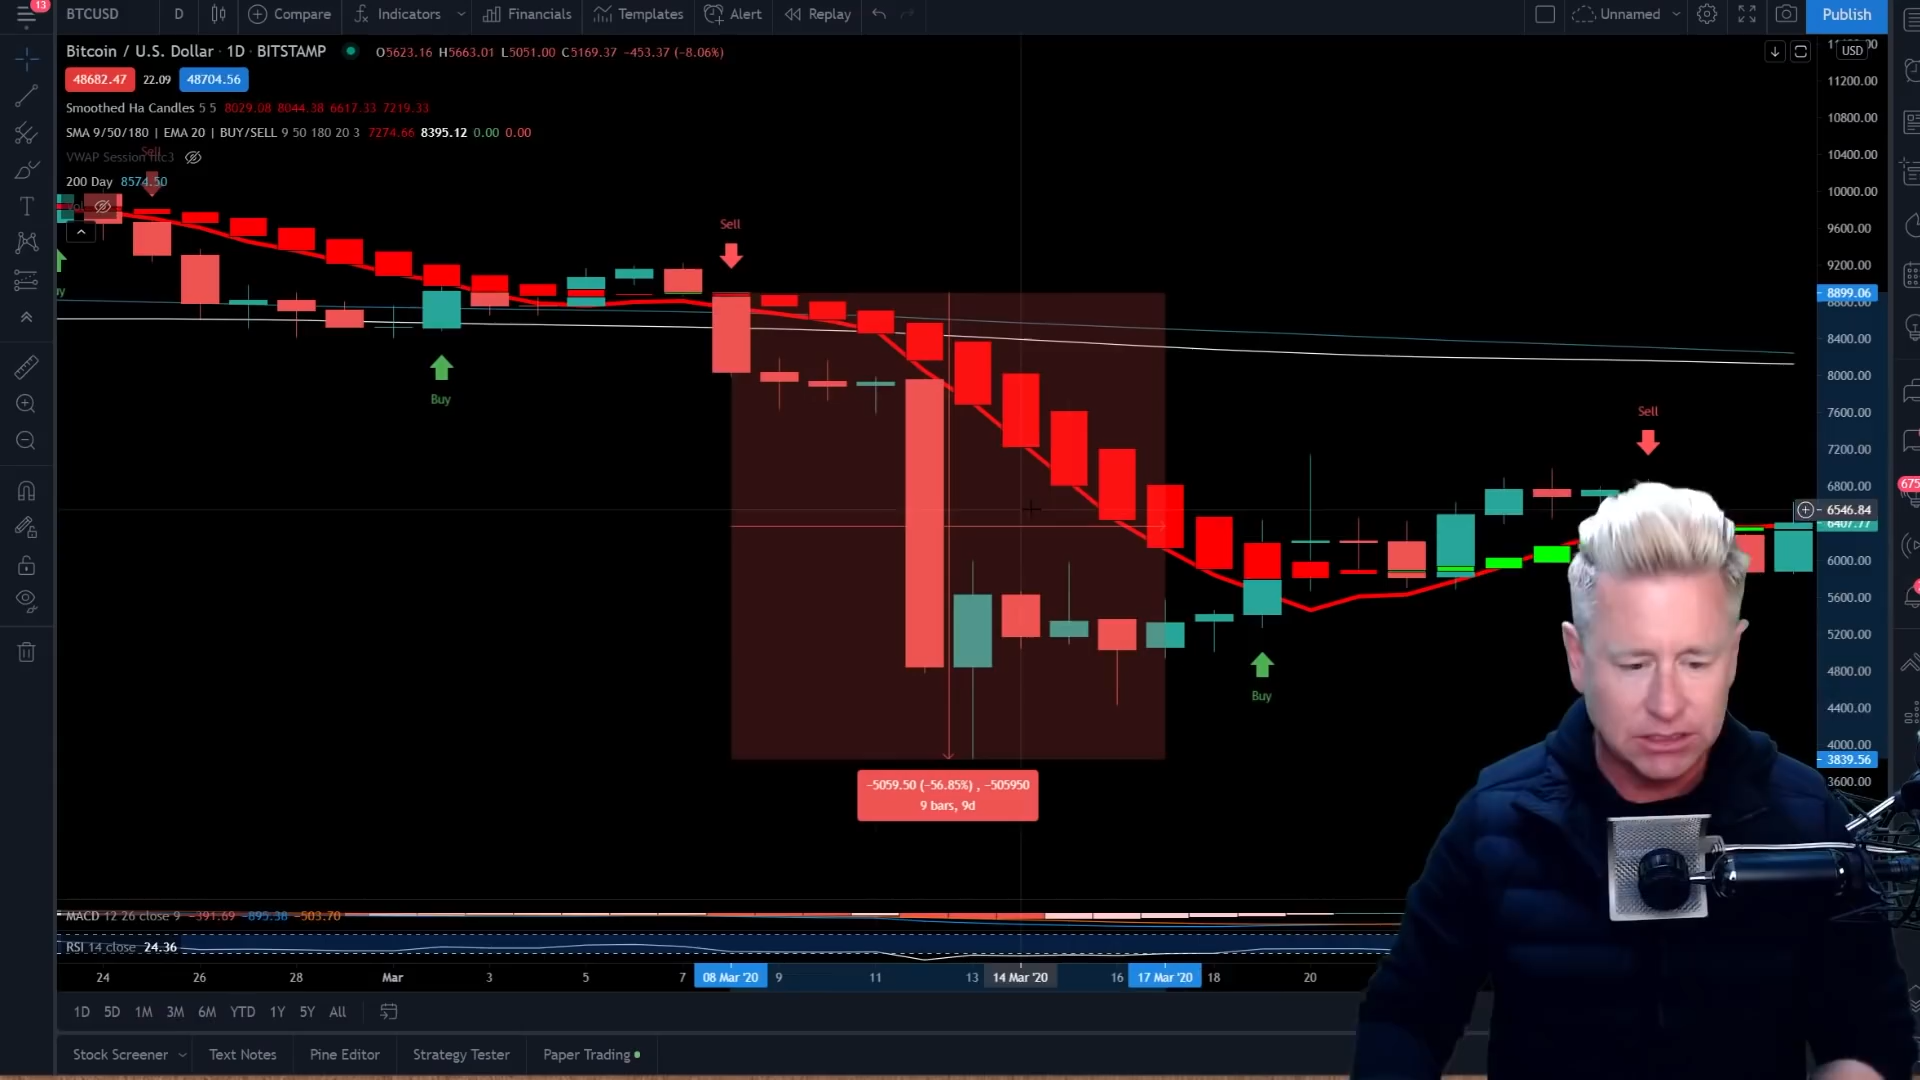 13
BTCUSD D Compare Indicators Financials Templates Alert Replay Unnamed Publish
Bitcoin / U.S. Dollar · 1D · BITSTAMP O5623.16 H5663.01 L5051.00 C5169.37 −453.37 (−8.06%)
USD
48682.47 22.09 48704.56
Smoothed Ha Candles 5 5 8029.08 8044.38 6617.33 7219.33
SMA 9/50/180 | EMA 20 | BUY/SELL 9 50 180 20 3 7274.66 8395.12 0.00 0.00
VWAP Session hlc3
Sell
200 Day 8574.50
Vol
Sell
Buy
Sell
Buy
−5059.50 (−56.85%) , −505950
9 bars, 9d
11200.00
10800.00
10400.00
10000.00
9600.00
9200.00
8899.06
8400.00
8000.00
7600.00
7200.00
6800.00
6546.84
6407.77
6000.00
5600.00
5200.00
4800.00
4400.00
4000.00
3839.56
3600.00
675
MACD 12 26 close 9 −391.69 −895.38 −503.70
RSI 14 close 24.36
24 26 28 Mar 3 5 7 08 Mar '20 9 11 13 14 Mar '20 16 17 Mar '20 18 20
1D 5D 1M 3M 6M YTD 1Y 5Y All
Stock Screener Text Notes Pine Editor Strategy Tester Paper Trading